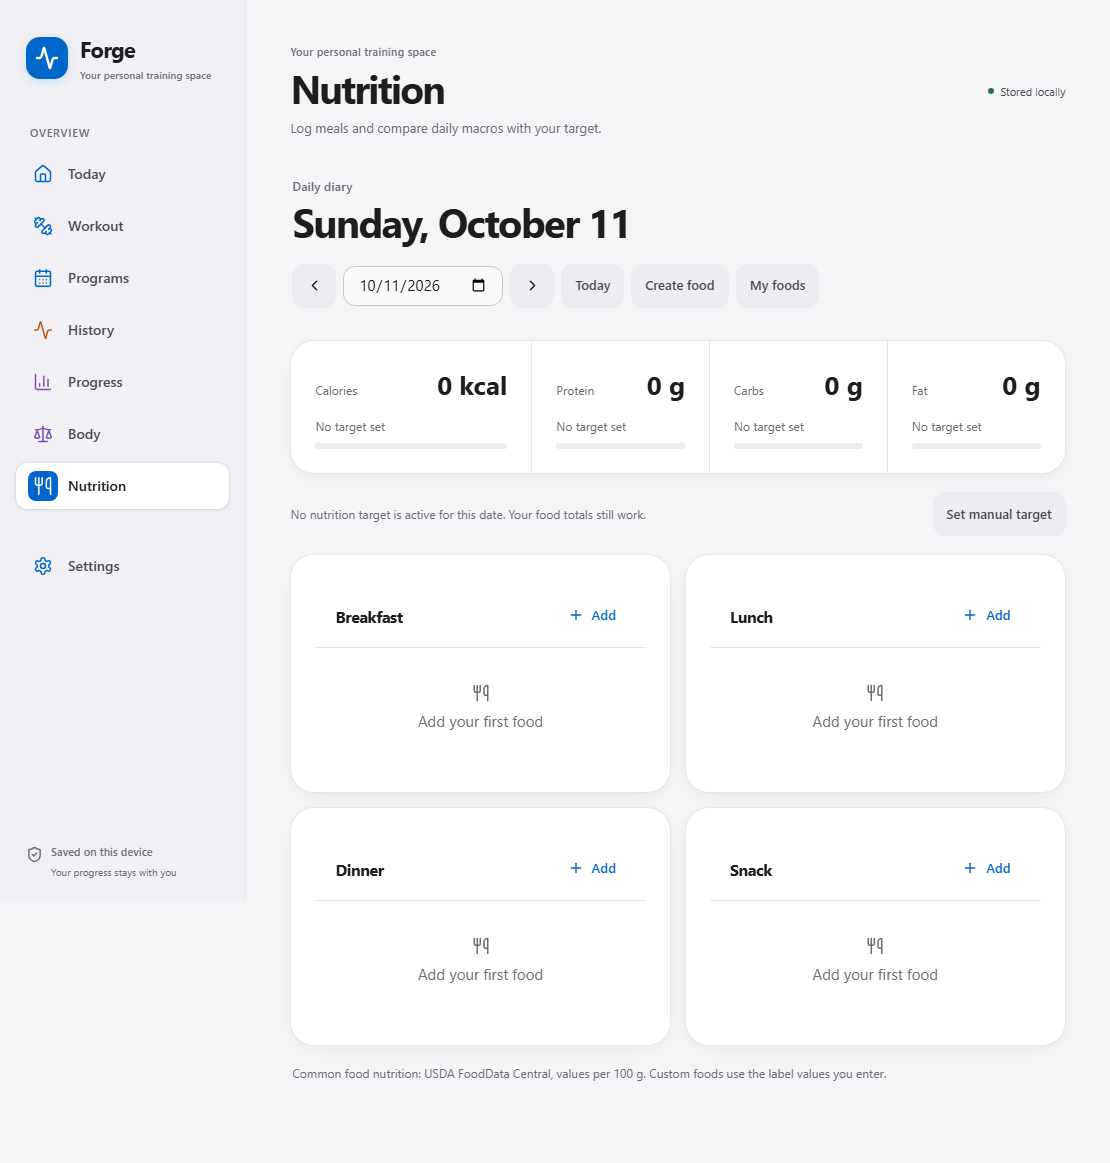 Forge
Your personal training space
OVERVIEW
Today
Workout
Programs
History
Progress
Body
Nutrition
Settings
Saved on this device
Your progress stays with you
Your personal training space
Nutrition
Log meals and compare daily macros with your target.
Stored locally
Daily diary
Sunday, October 11
10/11/2026
Today
Create food
My foods
Calories
0 kcal
No target set
Protein
0 g
No target set
Carbs
0 g
No target set
Fat
0 g
No target set
No nutrition target is active for this date. Your food totals still work.
Set manual target
Breakfast
+ Add
Add your first food
Lunch
+ Add
Add your first food
Dinner
+ Add
Add your first food
Snack
+ Add
Add your first food
Common food nutrition: USDA FoodData Central, values per 100 g. Custom foods use the label values you enter.